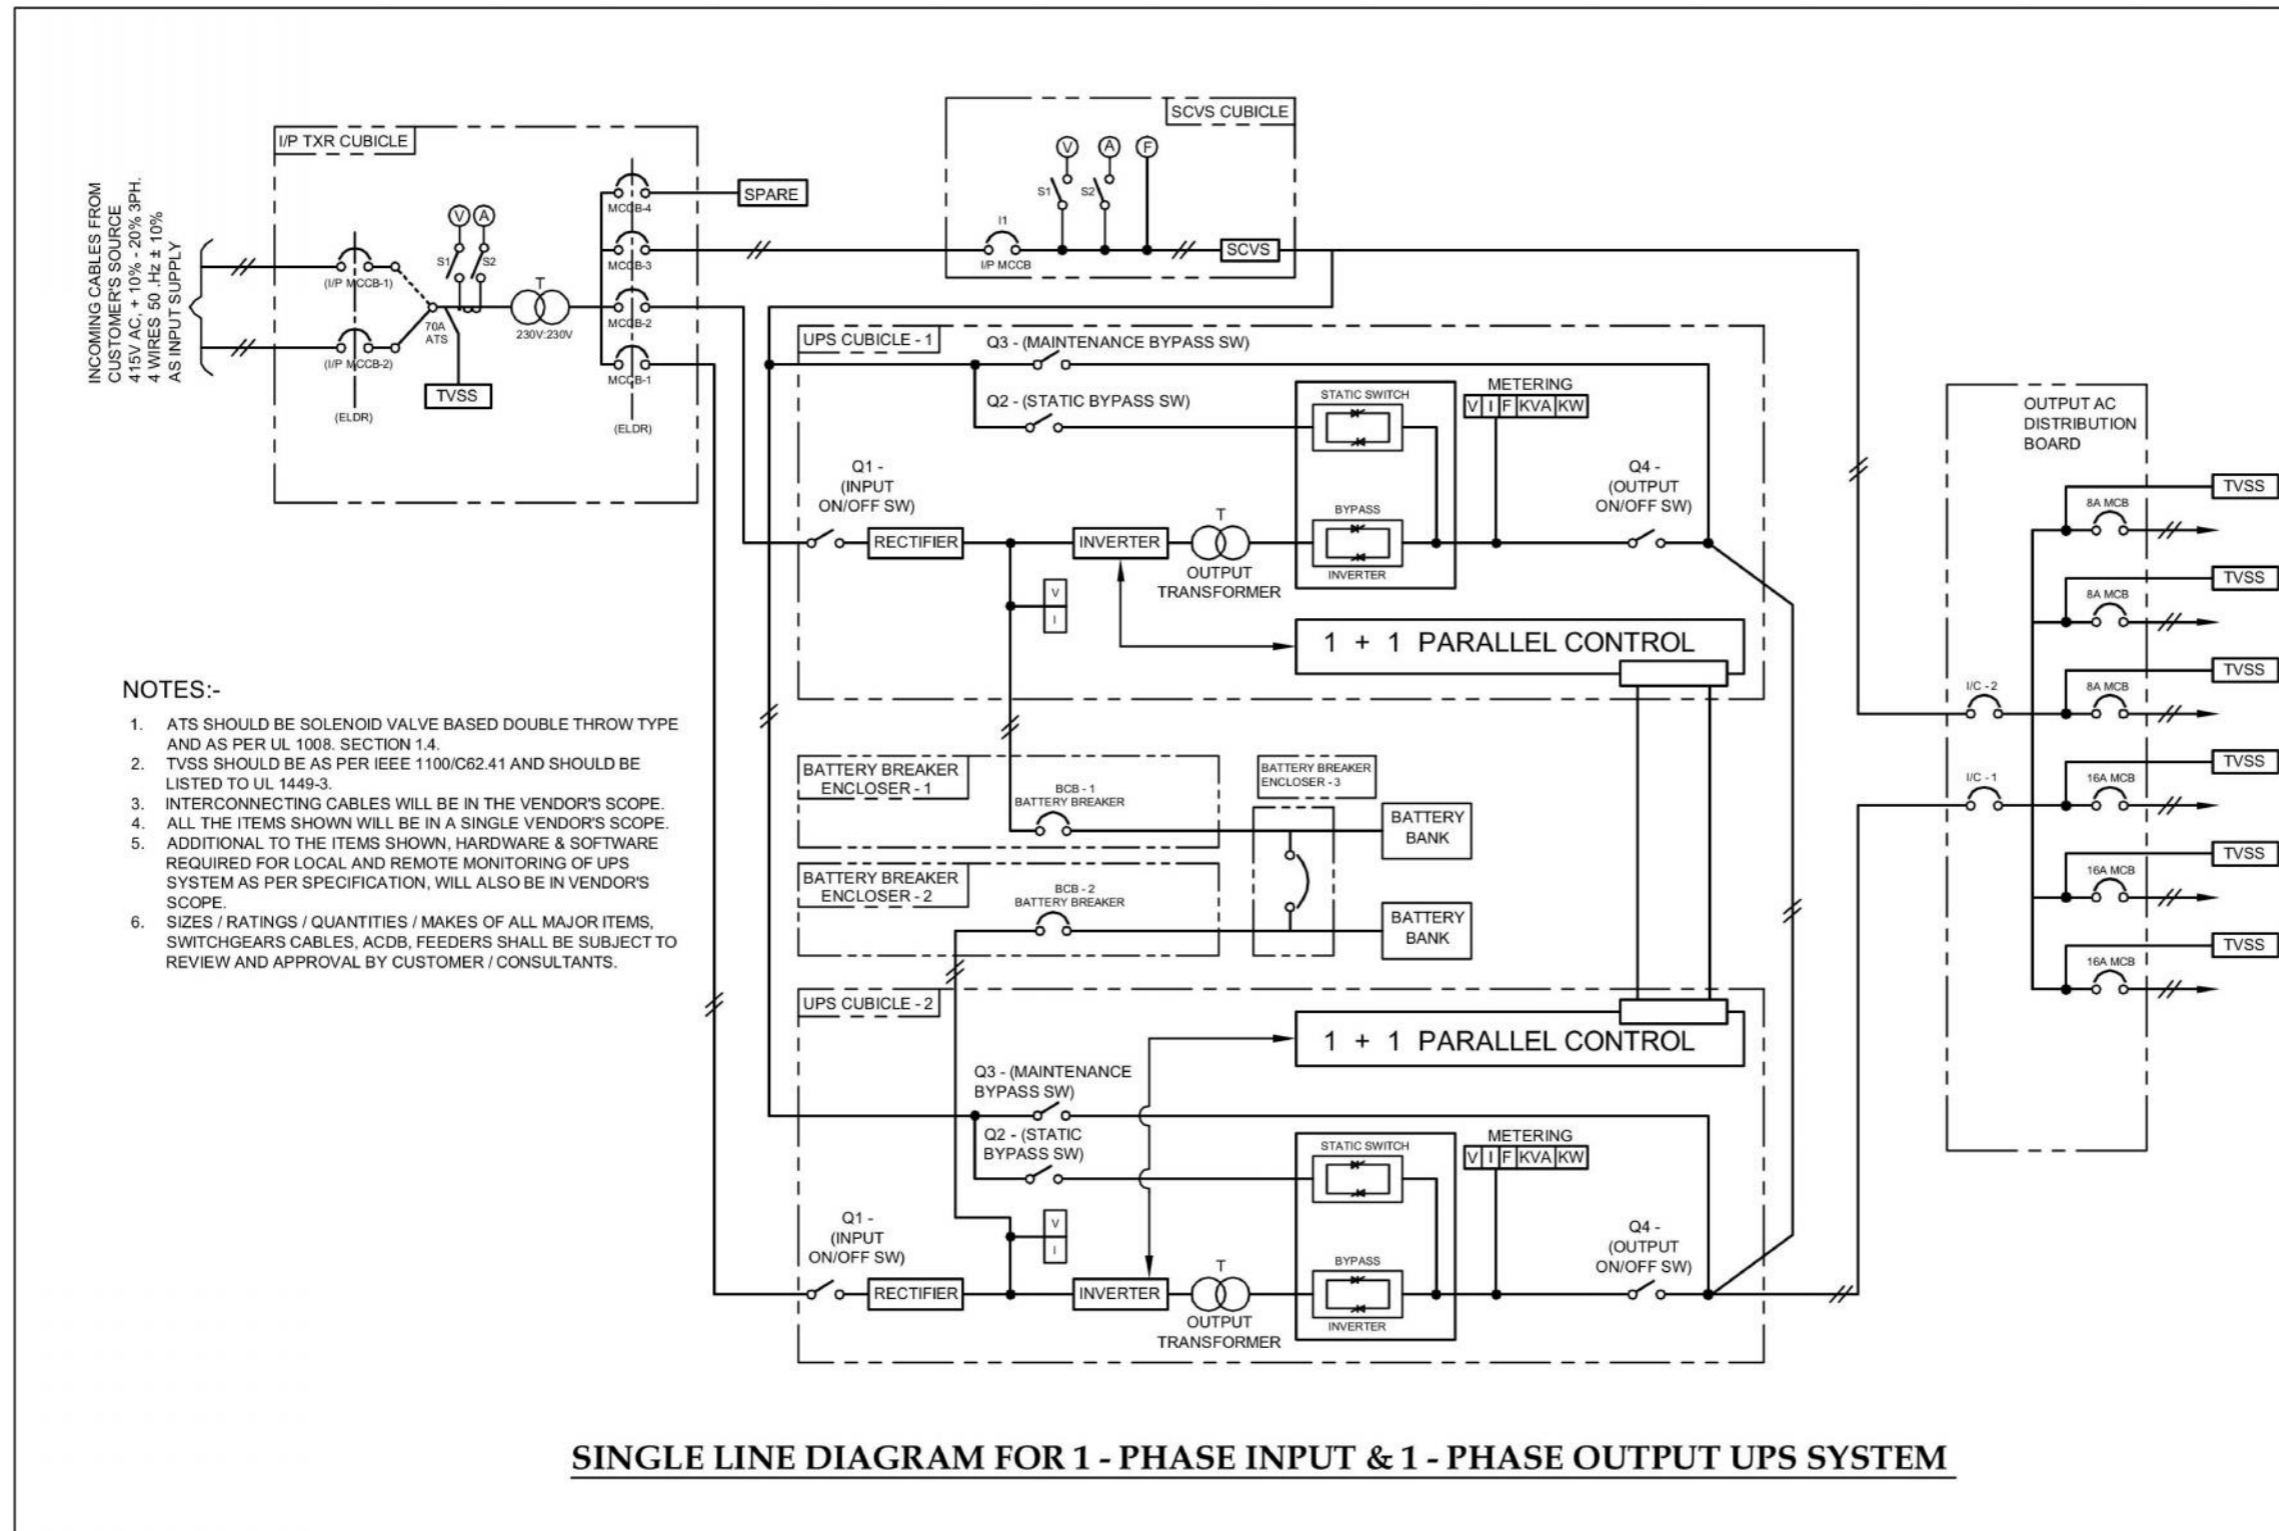 SCVS CUBICLE
I/P TXR CUBICLE
V
A
F
S1
S2
I1
I/P MCCB
SCVS
INCOMING CABLES FROM
CUSTOMER'S SOURCE
415V AC, + 10% - 20% 3PH.
4 WIRES 50 .Hz ± 10%
AS INPUT SUPPLY
(I/P MCCB-1)
(I/P MCCB-2)
(ELDR)
V
A
S1
S2
70A
ATS
TVSS
T
230V:230V
MCCB-4
MCCB-3
MCCB-2
MCCB-1
(ELDR)
SPARE
UPS CUBICLE - 1
Q3 - (MAINTENANCE BYPASS SW)
Q2 - (STATIC BYPASS SW)
Q1 -
(INPUT
ON/OFF SW)
RECTIFIER
V
I
INVERTER
T
OUTPUT
TRANSFORMER
STATIC SWITCH
BYPASS
INVERTER
METERING
V I F KVA KW
Q4 -
(OUTPUT
ON/OFF SW)
1 + 1 PARALLEL CONTROL
BATTERY BREAKER
ENCLOSER - 1
BCB - 1
BATTERY BREAKER
BATTERY BREAKER
ENCLOSER - 3
BATTERY
BANK
BATTERY BREAKER
ENCLOSER - 2
BCB - 2
BATTERY BREAKER
BATTERY
BANK
UPS CUBICLE - 2
1 + 1 PARALLEL CONTROL
Q3 - (MAINTENANCE
BYPASS SW)
Q2 - (STATIC
BYPASS SW)
Q1 -
(INPUT
ON/OFF SW)
RECTIFIER
V
I
INVERTER
T
OUTPUT
TRANSFORMER
STATIC SWITCH
BYPASS
INVERTER
METERING
V I F KVA KW
Q4 -
(OUTPUT
ON/OFF SW)
OUTPUT AC
DISTRIBUTION
BOARD
I/C - 2
I/C - 1
8A MCB
TVSS
8A MCB
TVSS
8A MCB
TVSS
16A MCB
TVSS
16A MCB
TVSS
16A MCB
TVSS
NOTES:-
1. ATS SHOULD BE SOLENOID VALVE BASED DOUBLE THROW TYPE
AND AS PER UL 1008. SECTION 1.4.
2. TVSS SHOULD BE AS PER IEEE 1100/C62.41 AND SHOULD BE
LISTED TO UL 1449-3.
3. INTERCONNECTING CABLES WILL BE IN THE VENDOR'S SCOPE.
4. ALL THE ITEMS SHOWN WILL BE IN A SINGLE VENDOR'S SCOPE.
5. ADDITIONAL TO THE ITEMS SHOWN, HARDWARE & SOFTWARE
REQUIRED FOR LOCAL AND REMOTE MONITORING OF UPS
SYSTEM AS PER SPECIFICATION, WILL ALSO BE IN VENDOR'S
SCOPE.
6. SIZES / RATINGS / QUANTITIES / MAKES OF ALL MAJOR ITEMS,
SWITCHGEARS CABLES, ACDB, FEEDERS SHALL BE SUBJECT TO
REVIEW AND APPROVAL BY CUSTOMER / CONSULTANTS.
SINGLE LINE DIAGRAM FOR 1 - PHASE INPUT & 1 - PHASE OUTPUT UPS SYSTEM